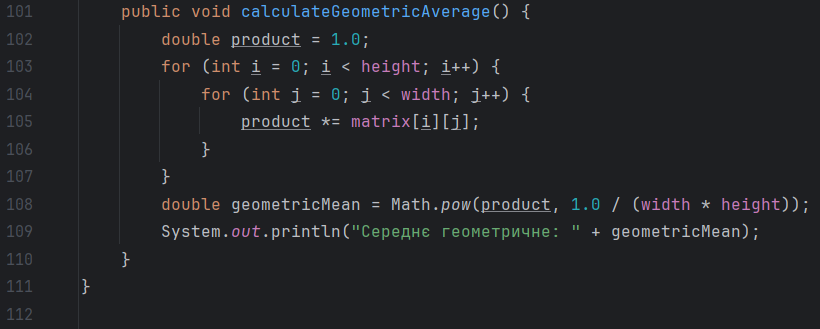 101 public void calculateGeometricAverage() {
102 double product = 1.0;
103 for (int i = 0; i < height; i++) {
104 for (int j = 0; j < width; j++) {
105 product *= matrix[i][j];
106 }
107 }
108 double geometricMean = Math.pow(product, 1.0 / (width * height));
109 System.out.println("Середнє геометричне: " + geometricMean);
110 }
111 }
112